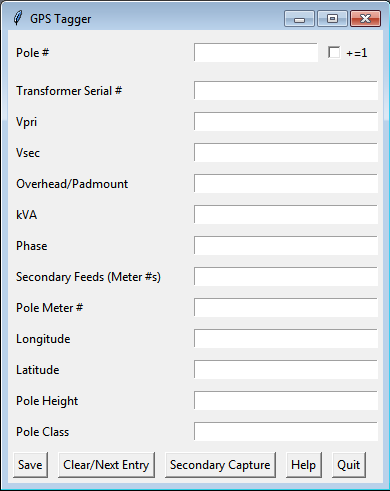 GPS Tagger
Pole # +=1
Transformer Serial #
Vpri
Vsec
Overhead/Padmount
kVA
Phase
Secondary Feeds (Meter #s)
Pole Meter #
Longitude
Latitude
Pole Height
Pole Class
Save Clear/Next Entry Secondary Capture Help Quit